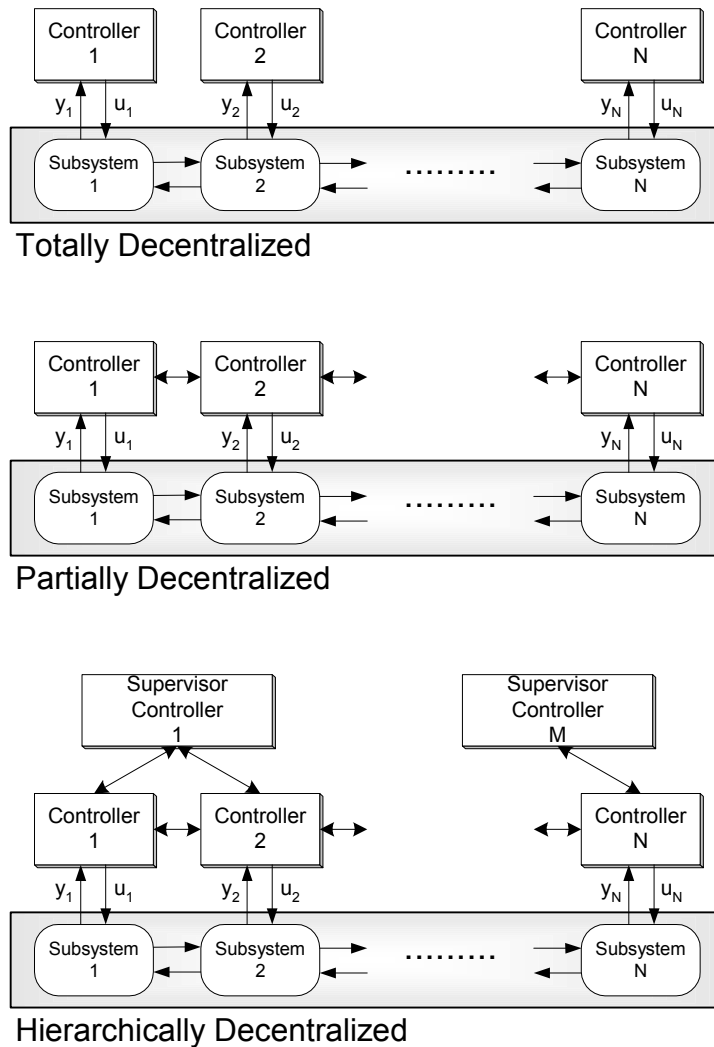 Controller
1
Controller
2
Controller
N
y1
u1
y2
u2
yN
uN
Subsystem
1
Subsystem
2
.........
Subsystem
N
Totally Decentralized
Controller
1
Controller
2
Controller
N
y1
u1
y2
u2
yN
uN
Subsystem
1
Subsystem
2
.........
Subsystem
N
Partially Decentralized
Supervisor
Controller
1
Supervisor
Controller
M
Controller
1
Controller
2
Controller
N
y1
u1
y2
u2
yN
uN
Subsystem
1
Subsystem
2
.........
Subsystem
N
Hierarchically Decentralized